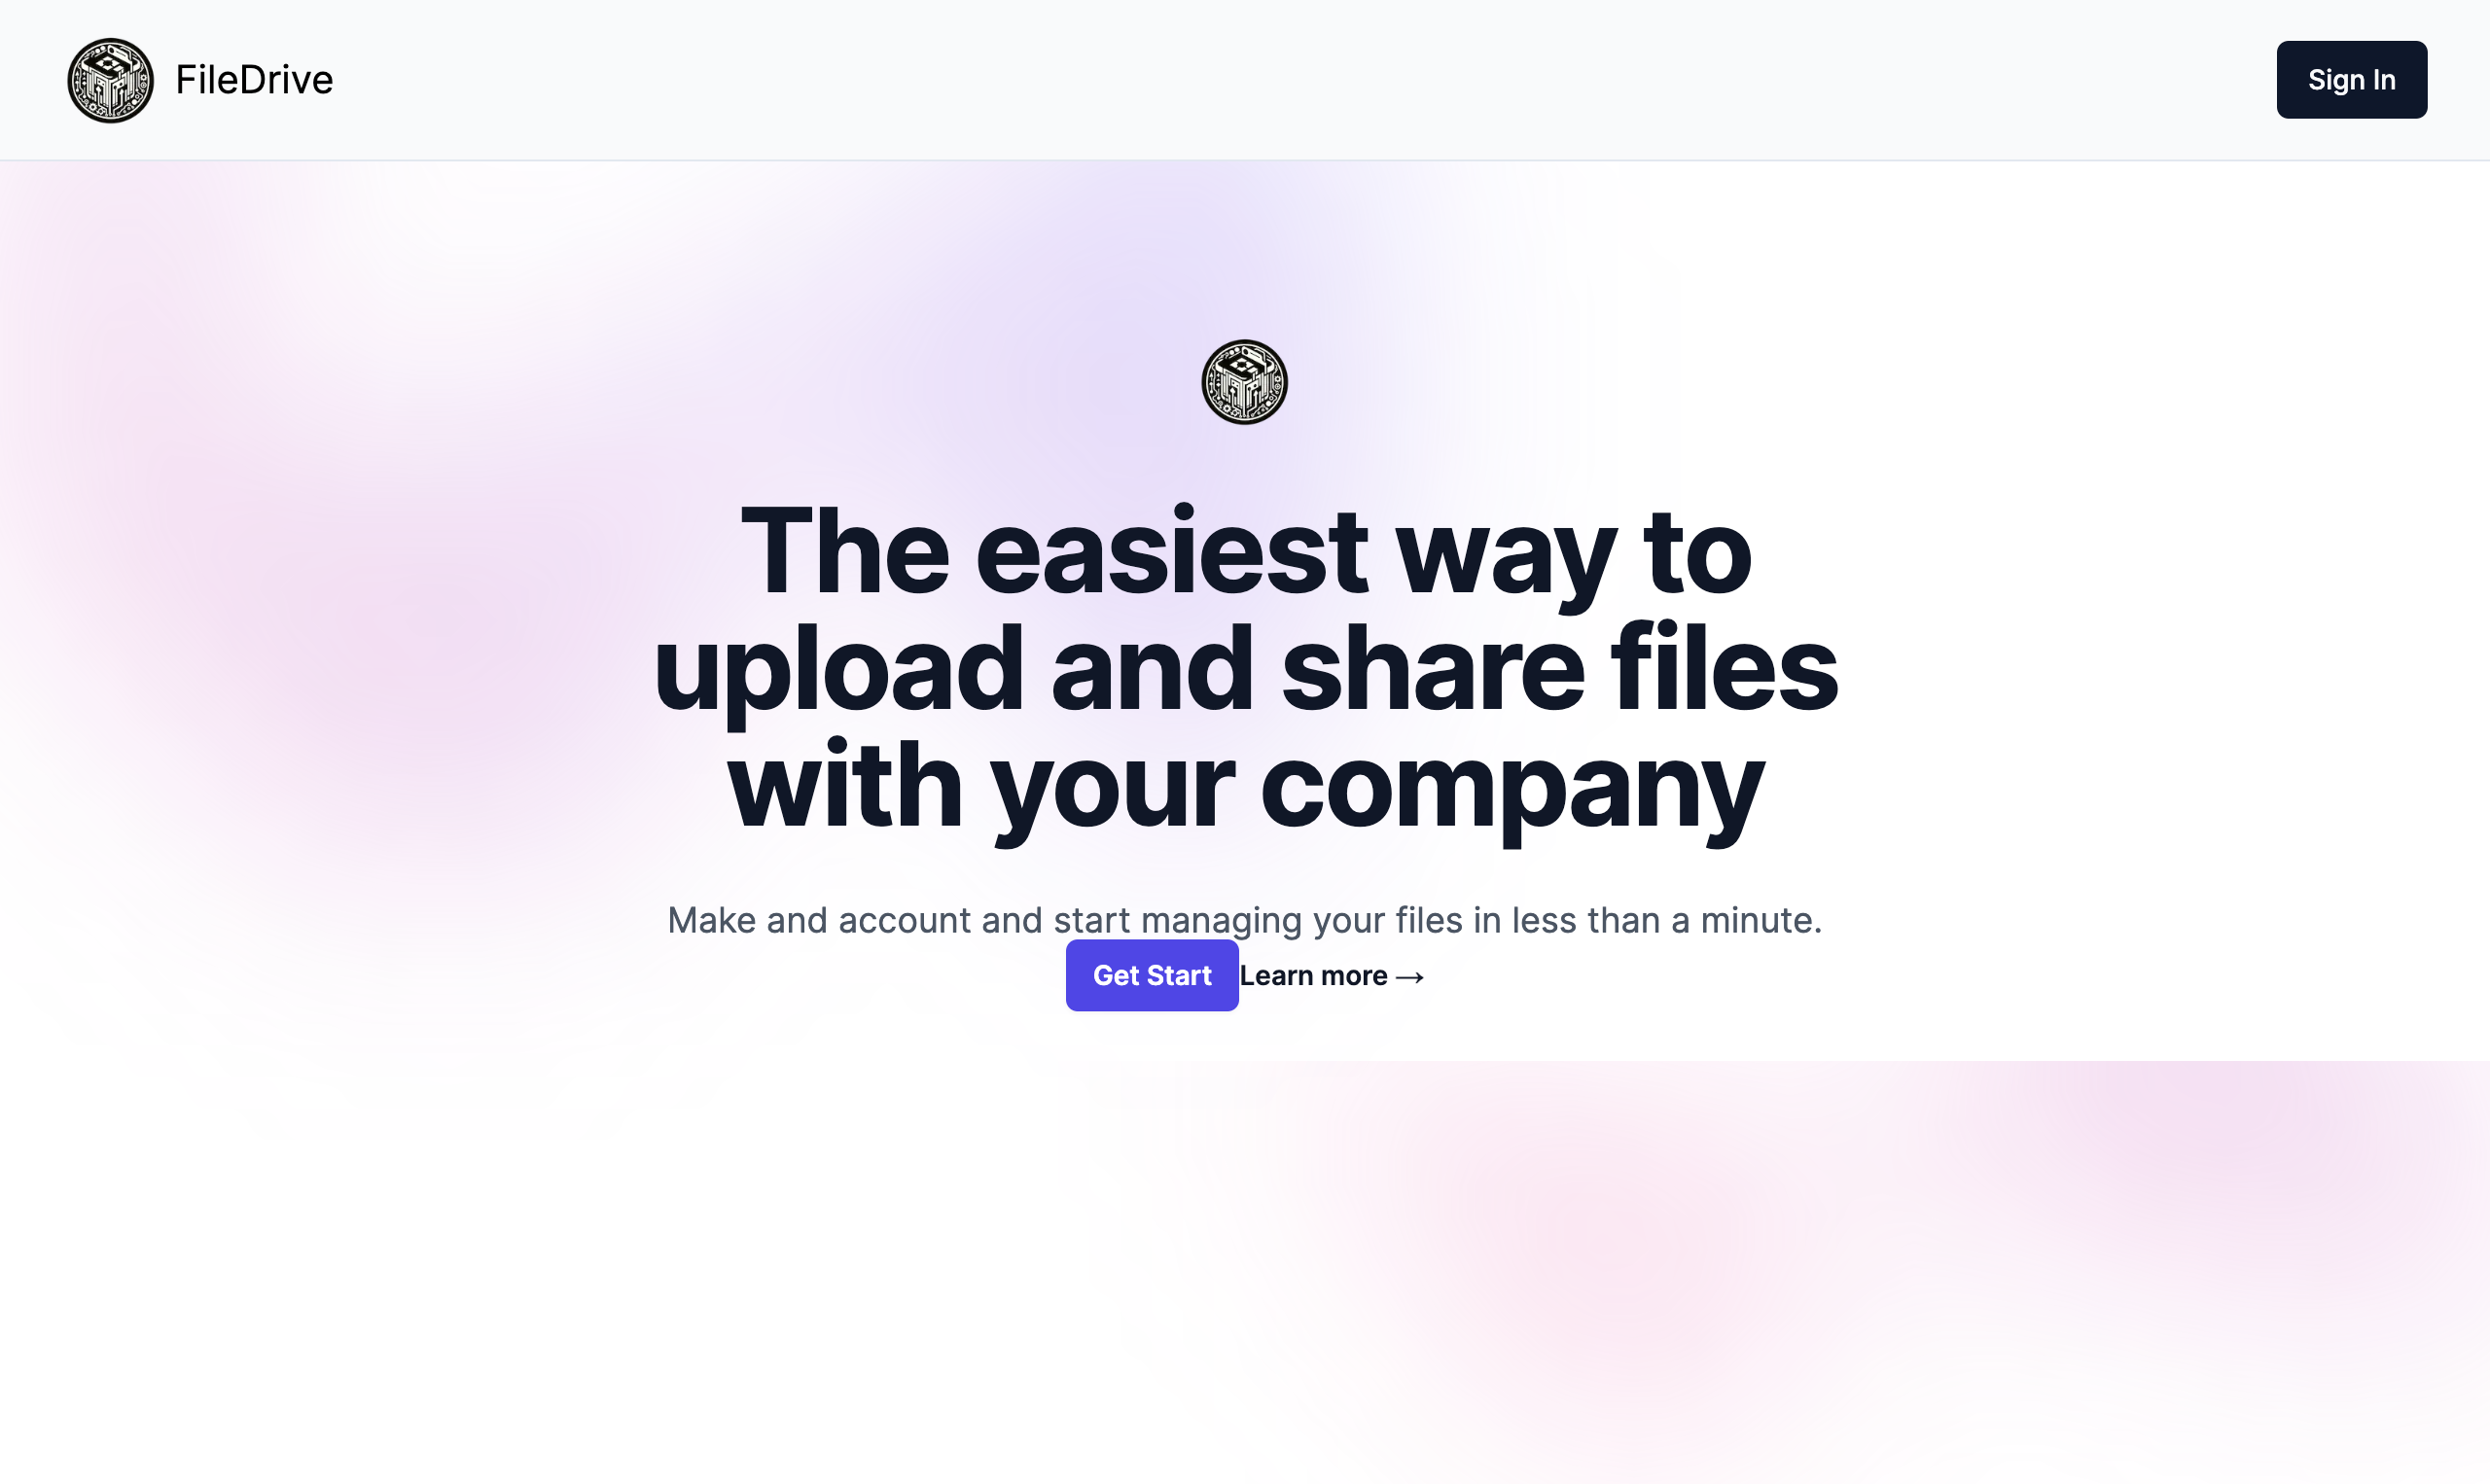 FileDrive
Sign In
The easiest way to
upload and share files
with your company
Make and account and start managing your files in less than a minute.
Get Start
Learn more →